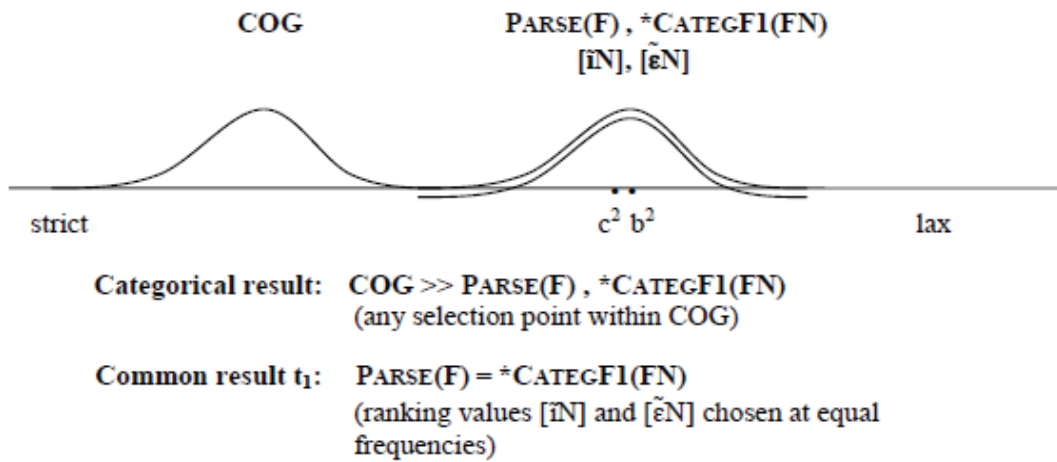 COG PARSE(F) , *CATEGF1(FN)
[ĩN], [ɛ̃N]
strict c² b² lax
Categorical result: COG >> PARSE(F) , *CATEGF1(FN)
(any selection point within COG)
Common result t₁: PARSE(F) = *CATEGF1(FN)
(ranking values [ĩN] and [ɛ̃N] chosen at equal
frequencies)